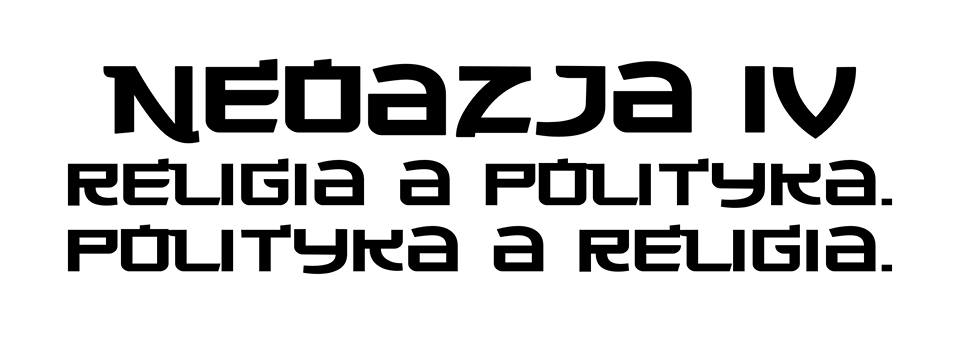 NEOAZJA IV
RELIGIA A POLITYKA.
POLITYKA A RELIGIA.